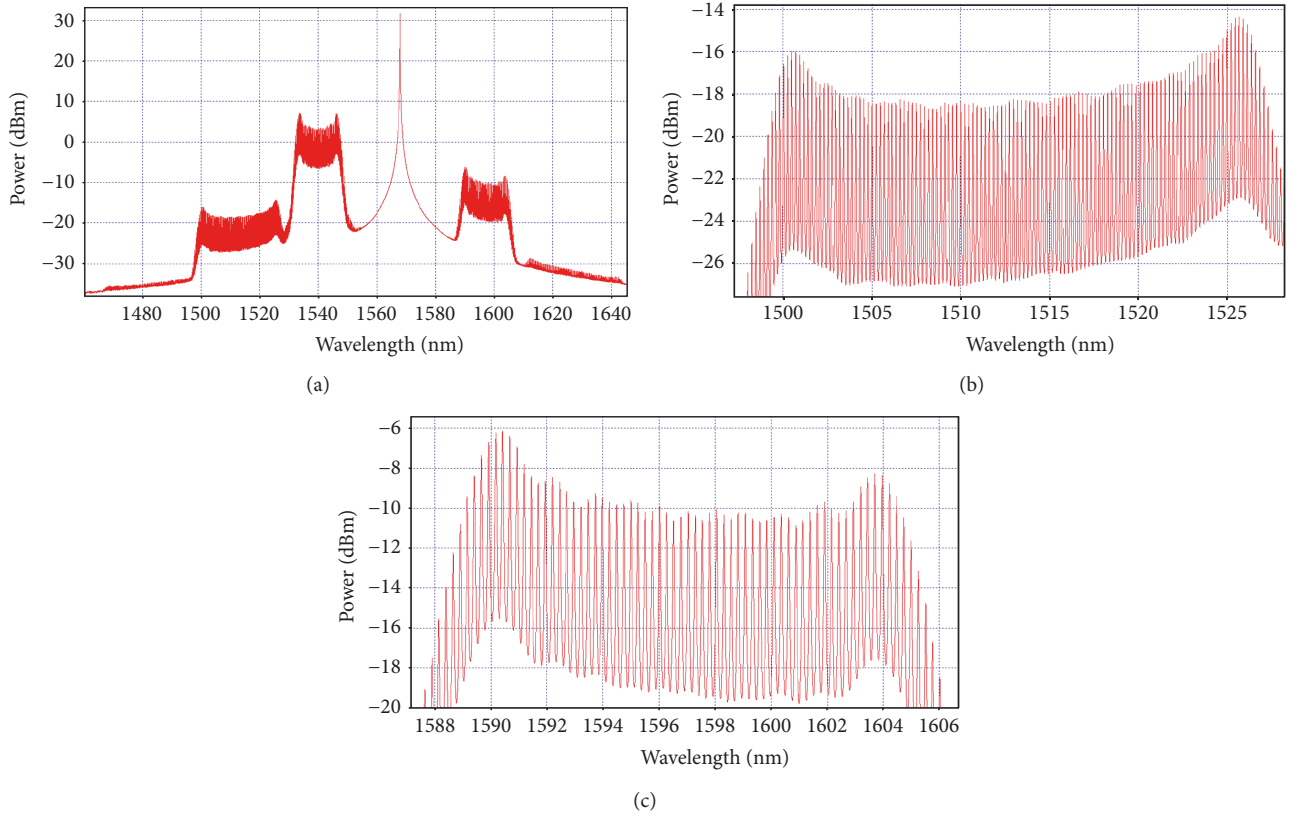 30
20
10
0
−10
−20
−30
Power (dBm)
1480 1500 1520 1540 1560 1580 1600 1620 1640
Wavelength (nm)
(a)
−14
−16
−18
−20
−22
−24
−26
Power (dBm)
1500 1505 1510 1515 1520 1525
Wavelength (nm)
(b)
−6
−8
−10
−12
−14
−16
−18
−20
Power (dBm)
1588 1590 1592 1594 1596 1598 1600 1602 1604 1606
Wavelength (nm)
(c)